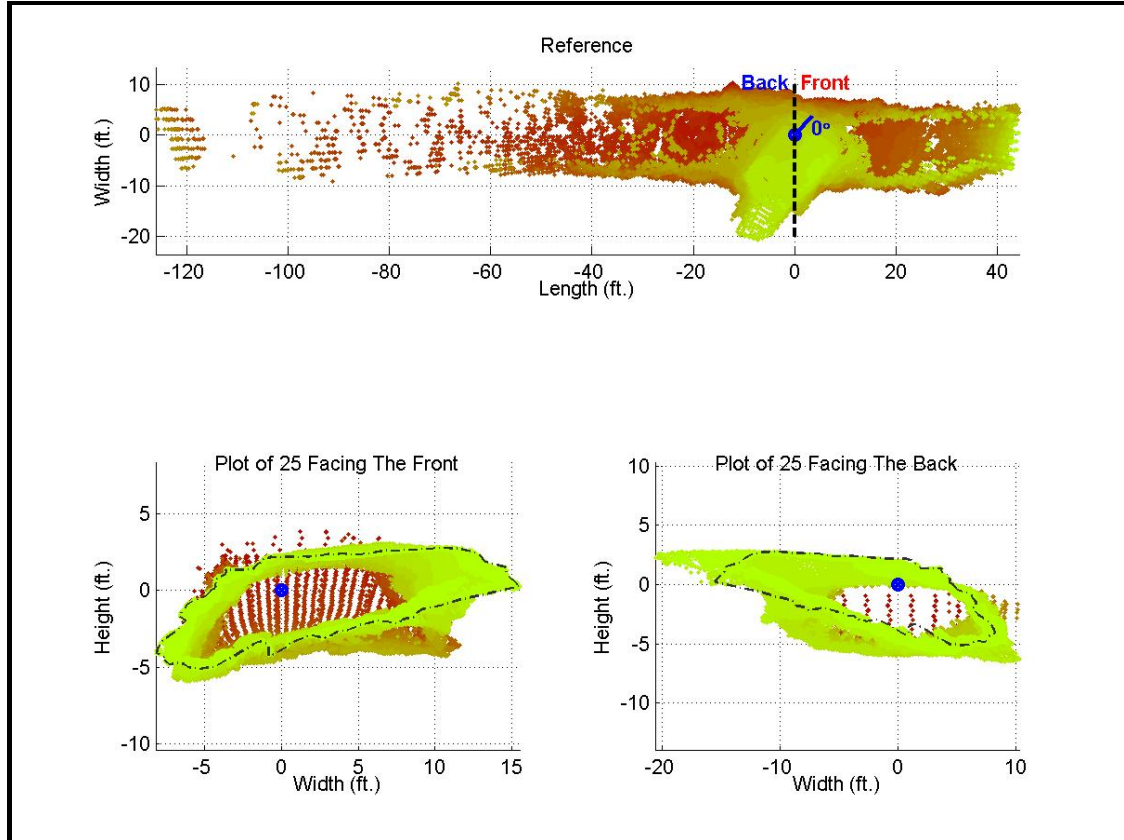 Reference
Back Front
0°
10
0
-10
-20
Width (ft.)
-120 -100 -80 -60 -40 -20 0 20 40
Length (ft.)
Plot of 25 Facing The Front
5
0
-5
-10
Height (ft.)
-5 0 5 10 15
Width (ft.)
Plot of 25 Facing The Back
10
5
0
-5
-10
Height (ft.)
-20 -10 0 10
Width (ft.)